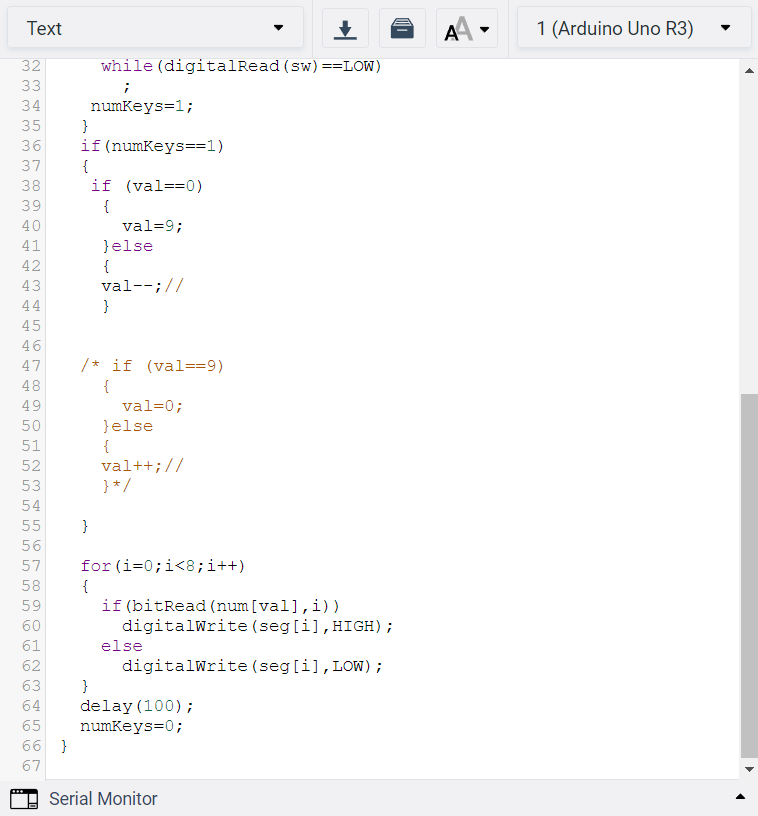 Text
1 (Arduino Uno R3)
32 while(digitalRead(sw)==LOW)
33 ;
34 numKeys=1;
35 }
36 if(numKeys==1)
37 {
38 if (val==0)
39 {
40 val=9;
41 }else
42 {
43 val--;//
44 }
45
46
47 /* if (val==9)
48 {
49 val=0;
50 }else
51 {
52 val++;//
53 }*/
54
55 }
56
57 for(i=0;i<8;i++)
58 {
59 if(bitRead(num[val],i))
60 digitalWrite(seg[i],HIGH);
61 else
62 digitalWrite(seg[i],LOW);
63 }
64 delay(100);
65 numKeys=0;
66 }
67
Serial Monitor